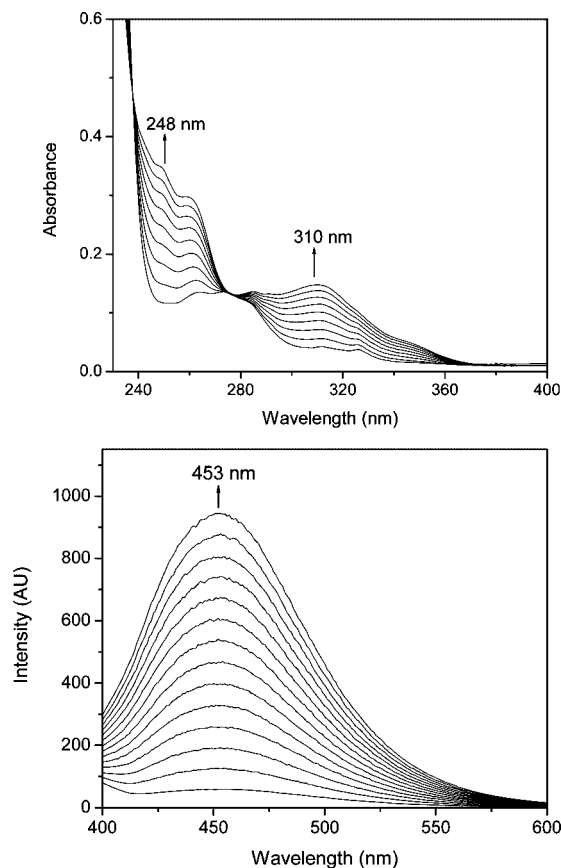 0.6
0.4
0.2
0.0
Absorbance
248 nm
310 nm
240 280 320 360 400
Wavelength (nm)
1000
800
600
400
200
0
Intensity (AU)
453 nm
400 450 500 550 600
Wavelength (nm)